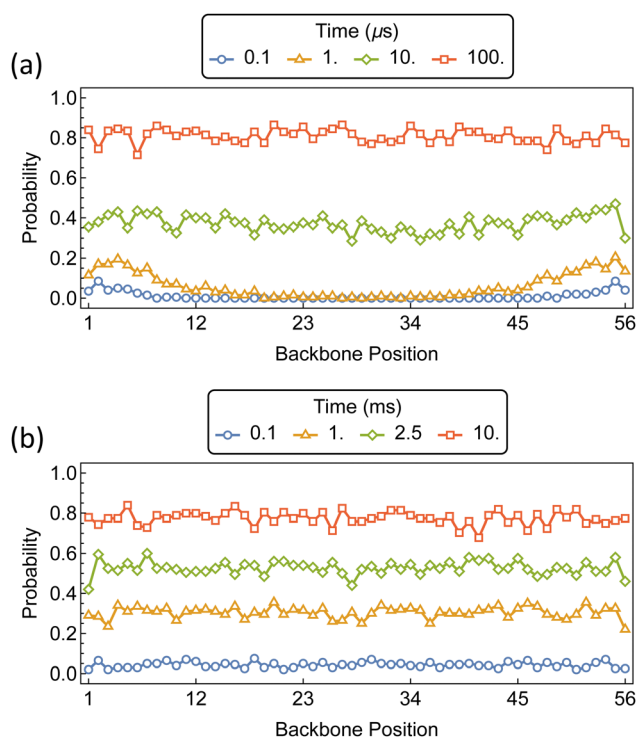 Time (μs)
0.1 1. 10. 100.
(a)
1.0
0.8
0.6
0.4
0.2
0.0
Probability
1 12 23 34 45 56
Backbone Position
Time (ms)
0.1 1. 2.5 10.
(b)
1.0
0.8
0.6
0.4
0.2
0.0
Probability
1 12 23 34 45 56
Backbone Position